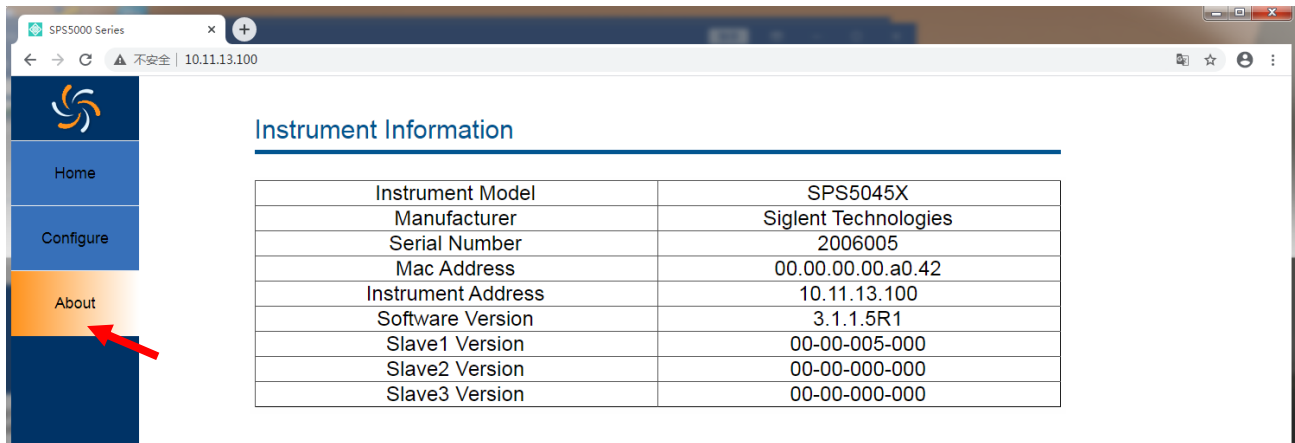 SPS5000 Series
不安全 | 10.11.13.100
Home
Configure
About
Instrument Information
Instrument Model SPS5045X
Manufacturer Siglent Technologies
Serial Number 2006005
Mac Address 00.00.00.00.a0.42
Instrument Address 10.11.13.100
Software Version 3.1.1.5R1
Slave1 Version 00-00-005-000
Slave2 Version 00-00-000-000
Slave3 Version 00-00-000-000